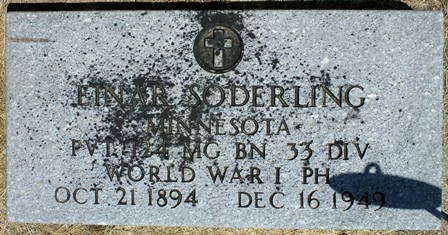 EINAR SODERLING
MINNESOTA
PVT 124 MG BN 33 DIV
WORLD WAR I PH
OCT 21 1894 DEC 16 1949